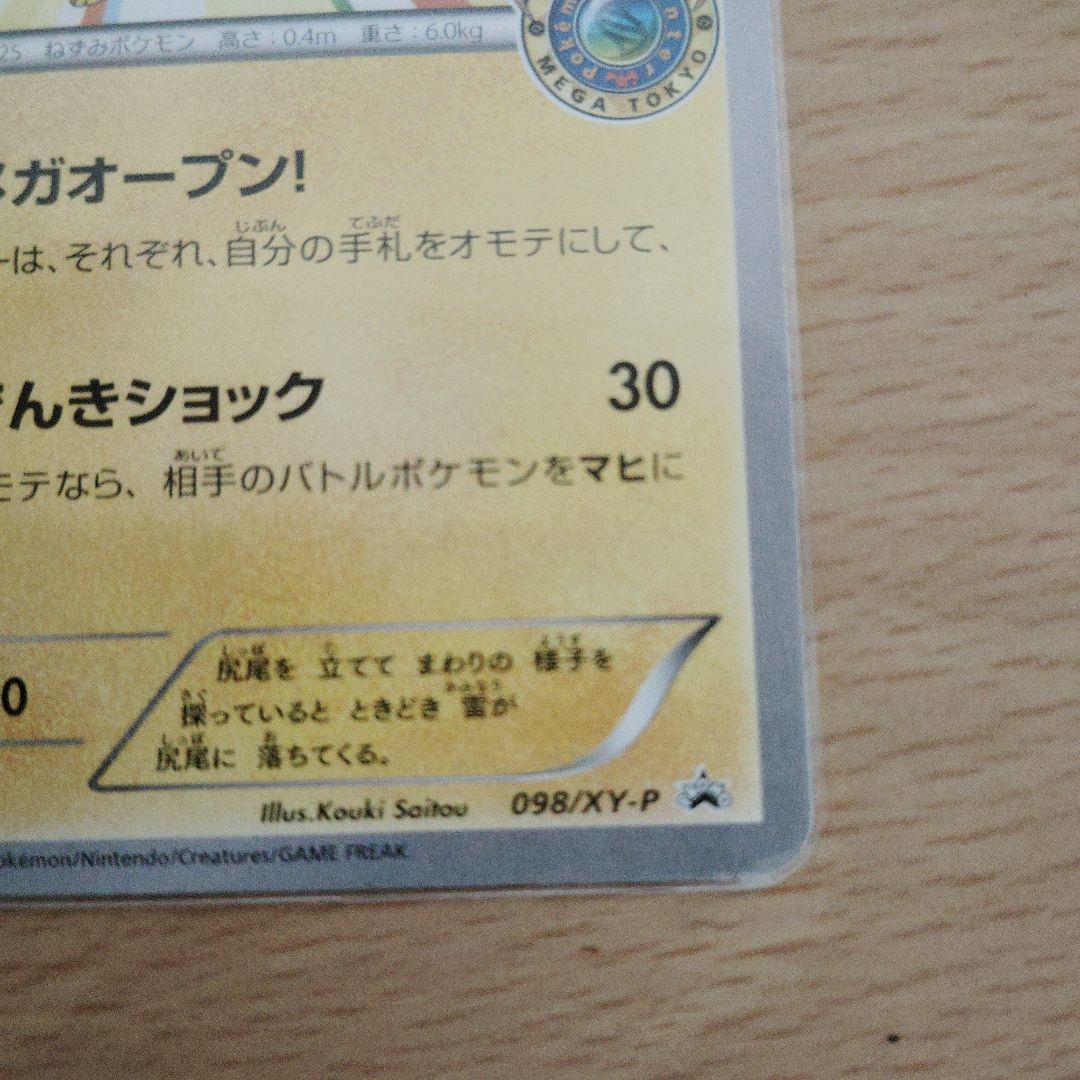 25 ねずみポケモン 高さ：0.4m 重さ：6.0kg
MEGA TOKYO
メガオープン!
ーは、それぞれ、自分の手札をオモテにして、
んきショック 30
モテなら、相手のバトルポケモンをマヒに
0
尻尾を 立てて まわりの 様子を
探っていると ときどき 雷が
尻尾に 落ちてくる。
Illus.Kouki Saitou 098/XY-P
okémon/Nintendo/Creatures/GAME FREAK